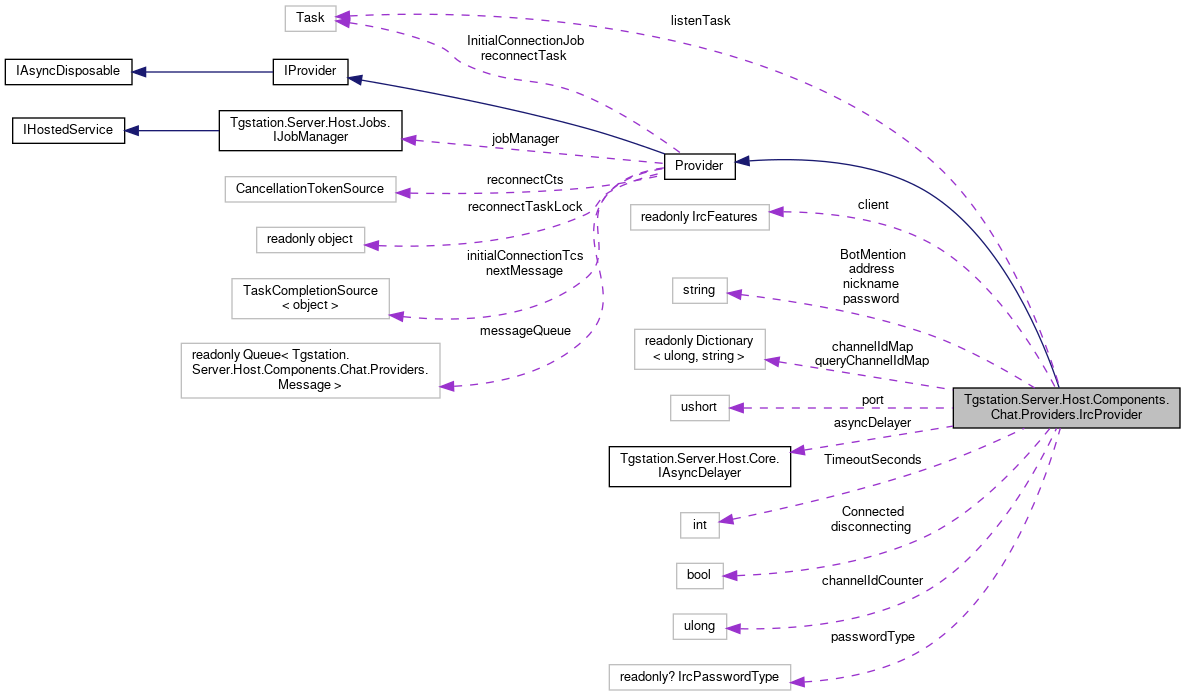 Task
listenTask
InitialConnectionJob
reconnectTask
IAsyncDisposable
IProvider
IHostedService
Tgstation.Server.Host.Jobs.
IJobManager
jobManager
Provider
CancellationTokenSource
reconnectCts
readonly object
reconnectTaskLock
readonly IrcFeatures
client
TaskCompletionSource
< object >
initialConnectionTcs
nextMessage
string
BotMention
address
nickname
password
readonly Queue< Tgstation.
Server.Host.Components.Chat.Providers.
Message >
messageQueue
readonly Dictionary
< ulong, string >
channelIdMap
queryChannelIdMap
ushort
port
Tgstation.Server.Host.Components.
Chat.Providers.IrcProvider
Tgstation.Server.Host.Core.
IAsyncDelayer
asyncDelayer
int
TimeoutSeconds
bool
Connected
disconnecting
ulong
channelIdCounter
readonly? IrcPasswordType
passwordType